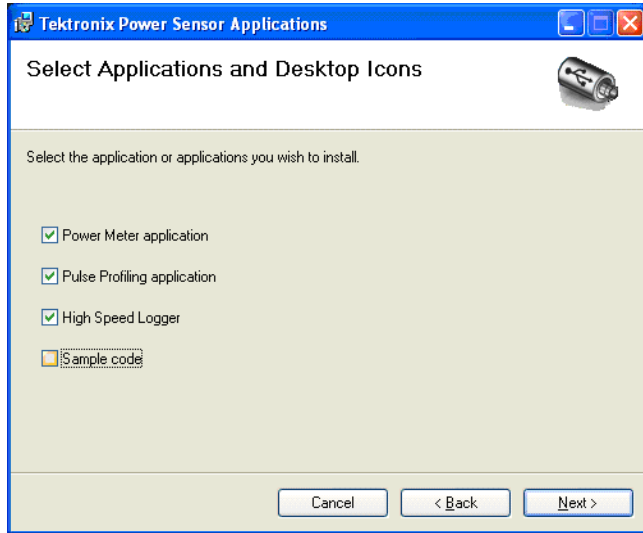 Tektronix Power Sensor Applications
Select Applications and Desktop Icons
Select the application or applications you wish to install.
Power Meter application
Pulse Profiling application
High Speed Logger
Sample code
Cancel
< Back
Next >